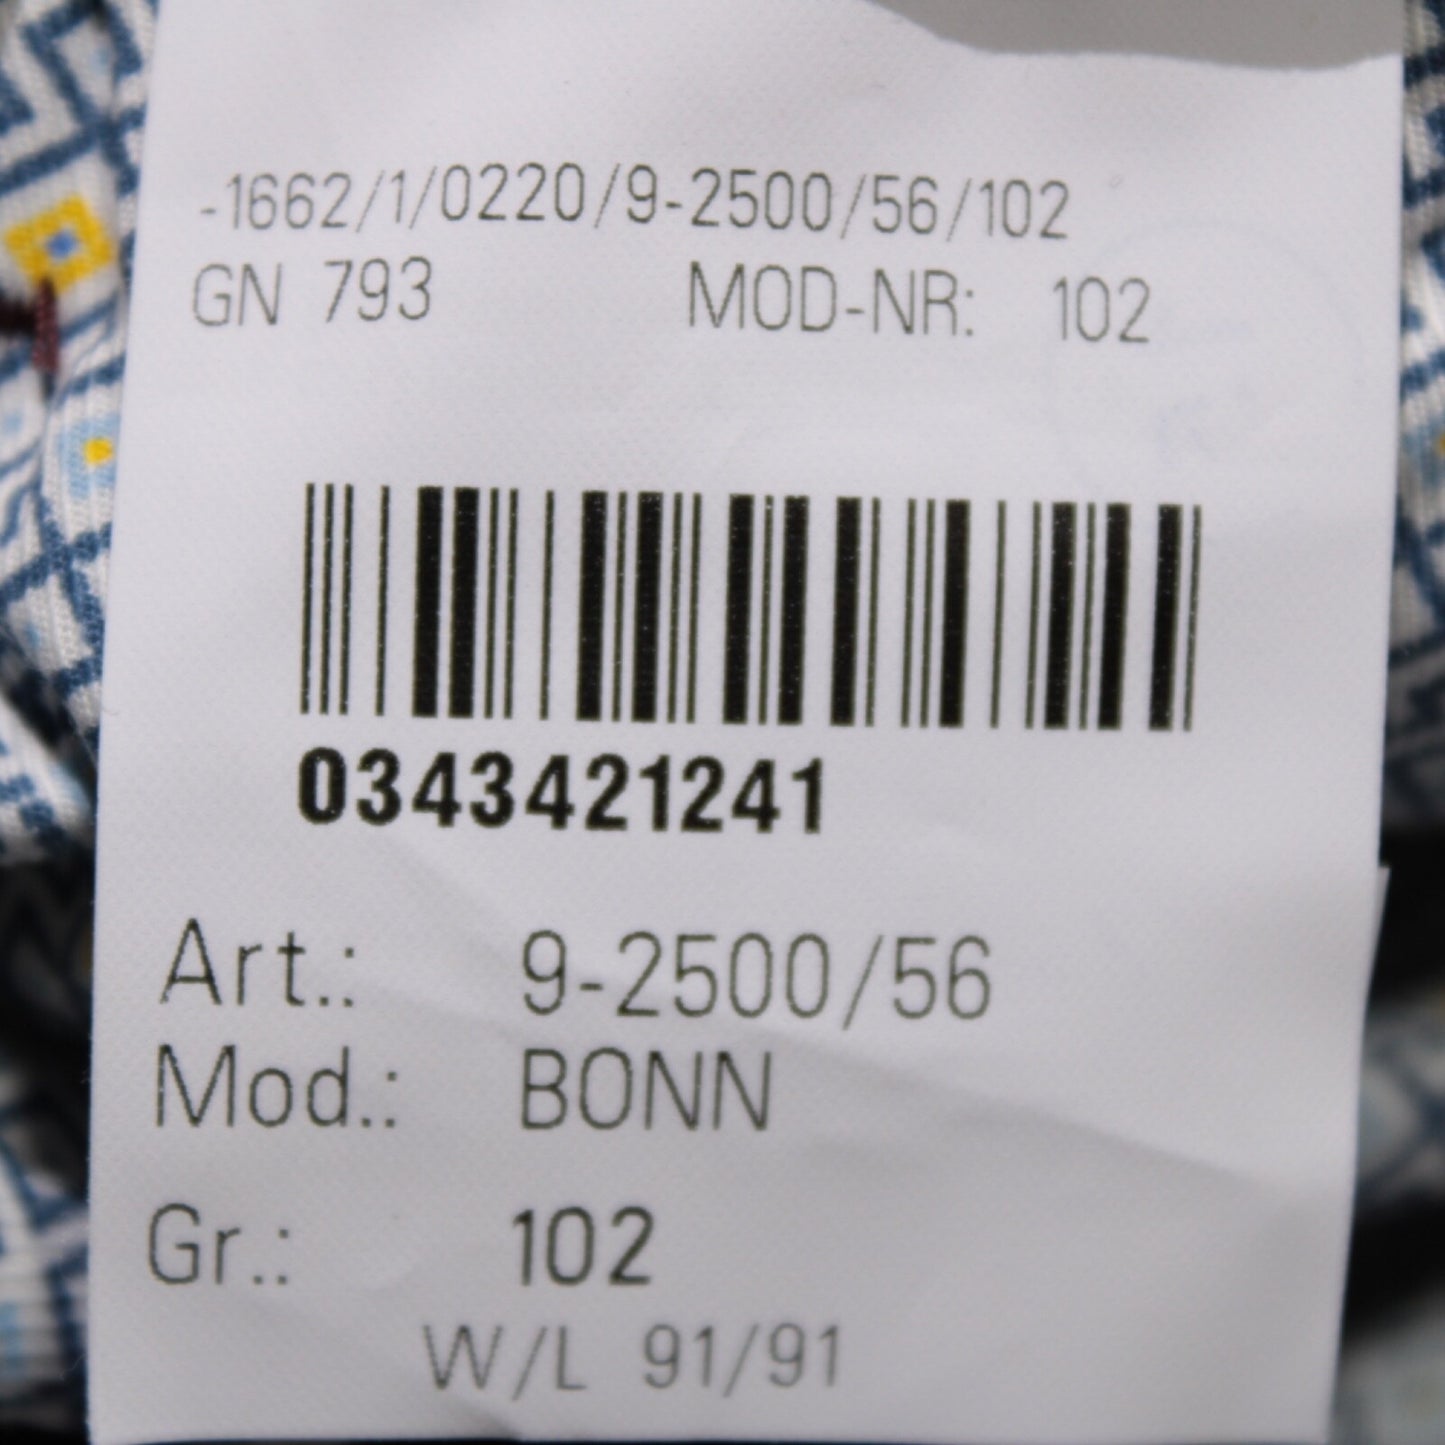 -1662/1/0220/9-2500/56/102
GN 793 MOD-NR: 102
0343421241
Art.: 9-2500/56
Mod.: BONN
Gr.: 102
W/L 91/91